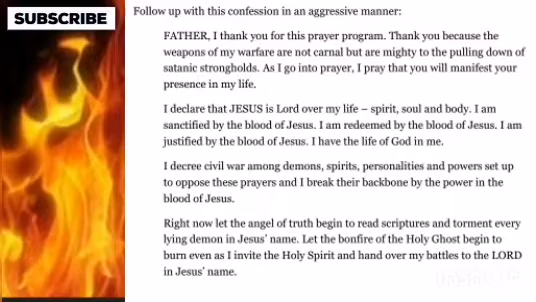 SUBSCRIBE
Follow up with this confession in an aggressive manner:
FATHER, I thank you for this prayer program. Thank you because the
weapons of my warfare are not carnal but are mighty to the pulling down of
satanic strongholds. As I go into prayer, I pray that you will manifest your
presence in my life.
I declare that JESUS is Lord over my life – spirit, soul and body. I am
sanctified by the blood of Jesus. I am redeemed by the blood of Jesus. I am
justified by the blood of Jesus. I have the life of God in me.
I decree civil war among demons, spirits, personalities and powers set up
to oppose these prayers and I break their backbone by the power in the
blood of Jesus.
Right now let the angel of truth begin to read scriptures and torment every
lying demon in Jesus’ name. Let the bonfire of the Holy Ghost begin to
burn even as I invite the Holy Spirit and hand over my battles to the LORD
in Jesus’ name.